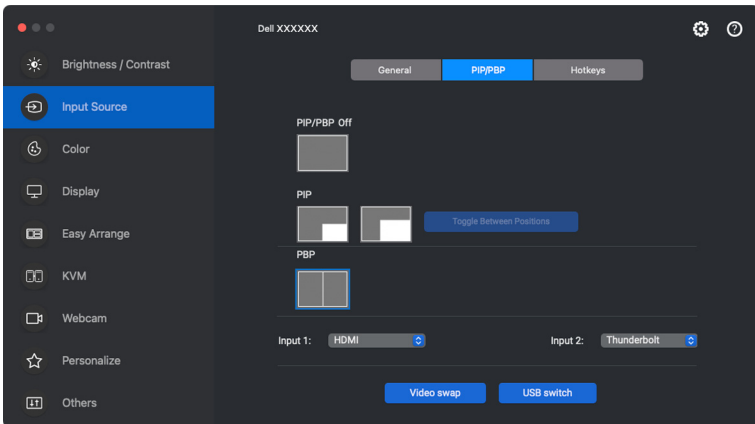 Dell XXXXXX
Brightness / Contrast
Input Source
Color
Display
Easy Arrange
KVM
Webcam
Personalize
Others
General
PIP/PBP
Hotkeys
PIP/PBP Off
PIP
Toggle Between Positions
PBP
Input 1:
HDMI
Input 2:
Thunderbolt
Video swap
USB switch